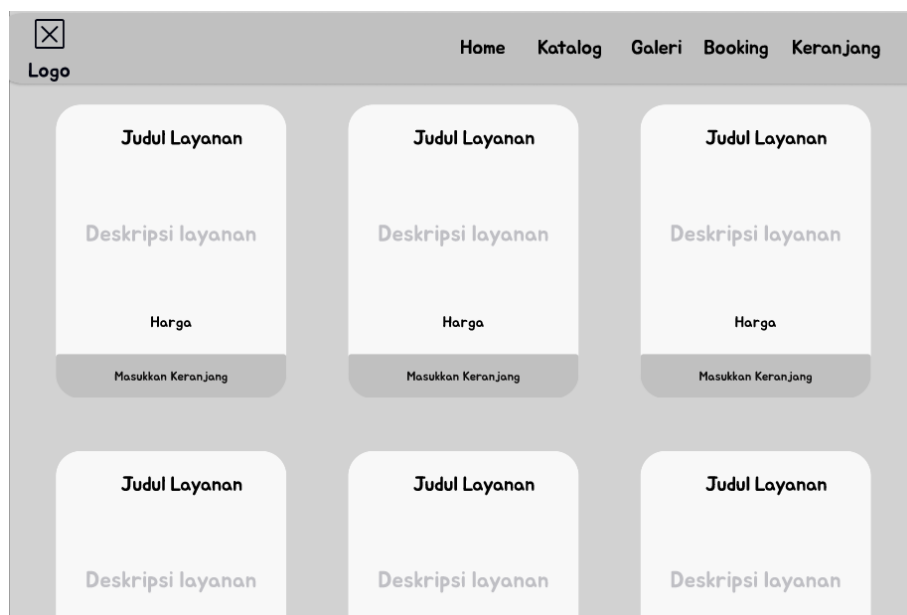 Home Katalog Galeri Booking Keranjang
Logo
Judul Layanan Judul Layanan Judul Layanan
Deskripsi layanan Deskripsi layanan Deskripsi layanan
Harga Harga Harga
Masukkan Keranjang Masukkan Keranjang Masukkan Keranjang
Judul Layanan Judul Layanan Judul Layanan
Deskripsi layanan Deskripsi layanan Deskripsi layanan